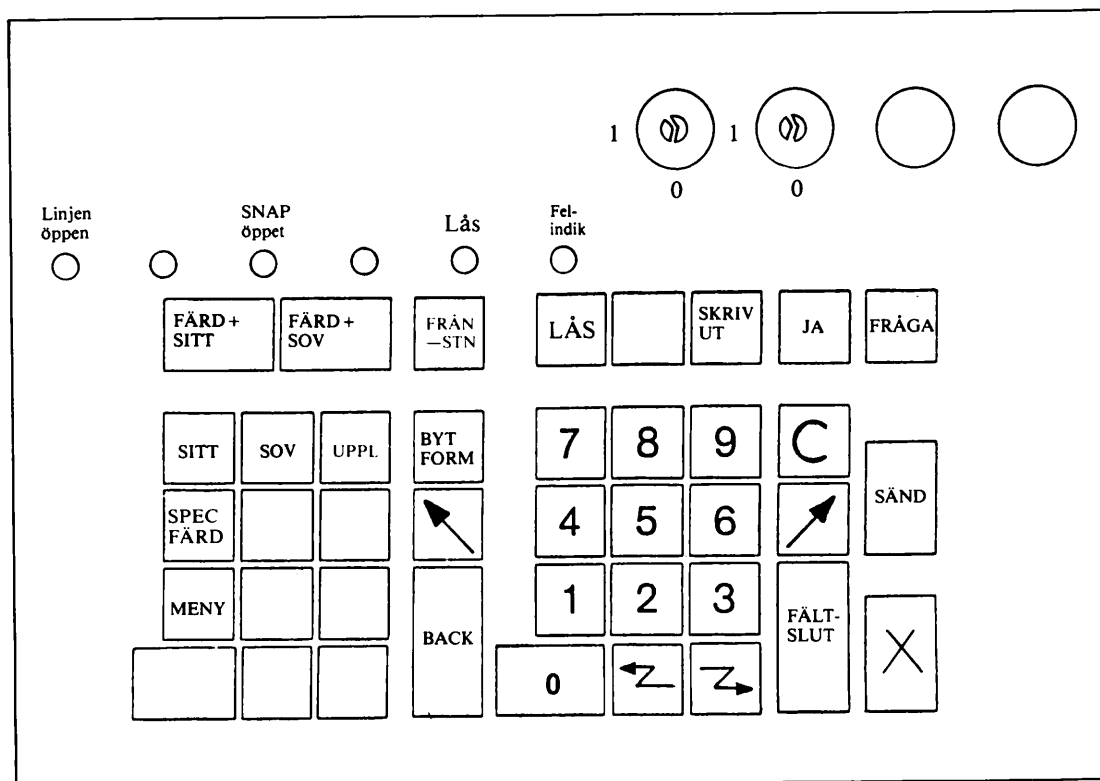 1
1
0
0
Linjen
öppen
SNAP
öppet
Lås
Fel-
indik
FÄRD +
SITT
FÄRD +
SOV
FRÅN
—STN
LÅS
SKRIV
UT
JA
FRÅGA
SITT
SOV
UPPL
BYT
FORM
7
8
9
C
SÄND
SPEC
FÄRD
4
5
6
MENY
BACK
1
2
3
FÄLT-
SLUT
X
0